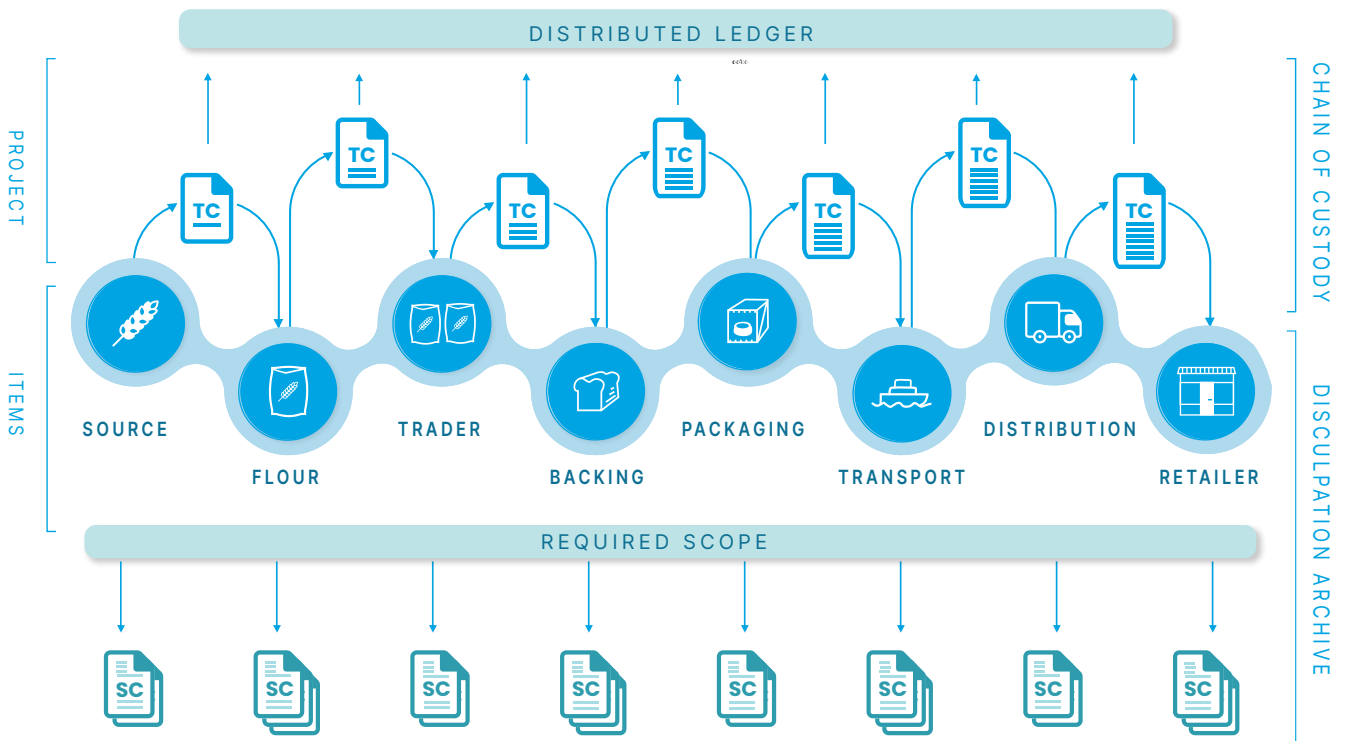 DISTRIBUTED LEDGER
PROJECT
CHAIN OF CUSTODY
TC
TC
TC
TC
TC
TC
TC
ITEMS
DISCULPATION ARCHIVE
SOURCE
TRADER
PACKAGING
DISTRIBUTION
FLOUR
BACKING
TRANSPORT
RETAILER
REQUIRED SCOPE
SC
SC
SC
SC
SC
SC
SC
SC